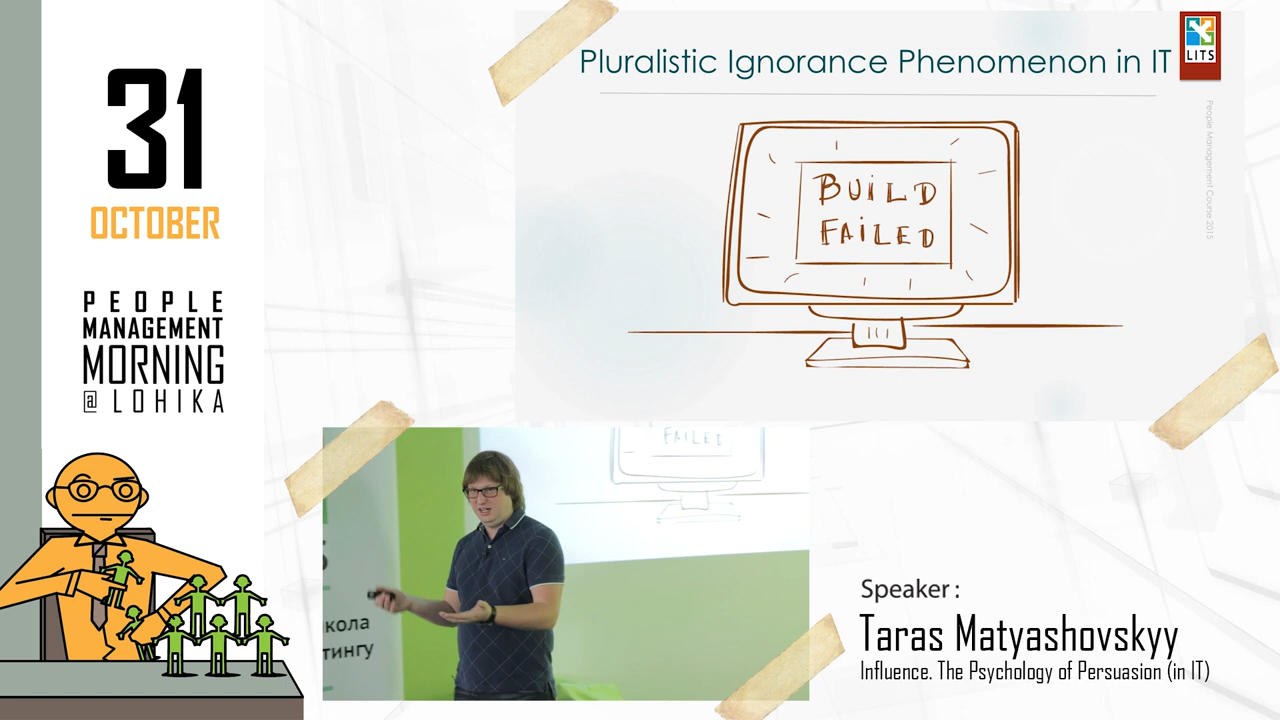 31
OCTOBER
PEOPLE
MANAGEMENT
MORNING
@ LOHIKA
Pluralistic Ignorance Phenomenon in IT
LITS
People Management Course 2015
BUILD
FAILED
FAILED
кола
тингу
Speaker :
Taras Matyashovskyy
Influence. The Psychology of Persuasion (in IT)